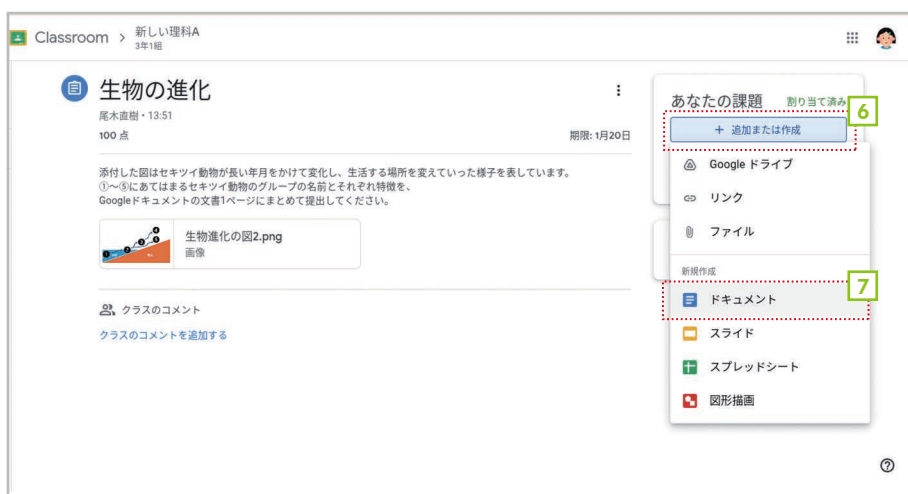 Classroom > 新しい理科A
3年1組
生物の進化
尾木直樹・13:51
100 点
期限: 1月20日
添付した図はセキツイ動物が長い年月をかけて変化し、生活する場所を変えていった様子を表しています。
①～⑤にあてはまるセキツイ動物のグループの名前とそれぞれ特徴を、
Googleドキュメントの文書1ページにまとめて提出してください。
生物進化の図2.png
画像
クラスのコメント
クラスのコメントを追加する
あなたの課題 割り当て済み
6
+ 追加または作成
Google ドライブ
リンク
ファイル
新規作成
7
ドキュメント
スライド
スプレッドシート
図形描画